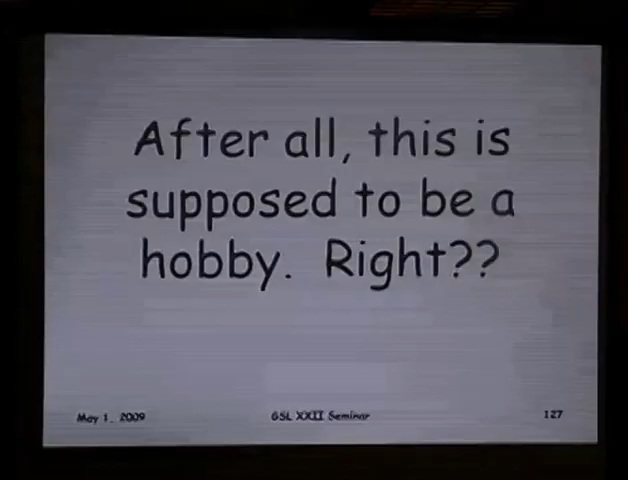 After all, this is
supposed to be a
hobby. Right??
May 1, 2009 GSL XXII Seminar 127